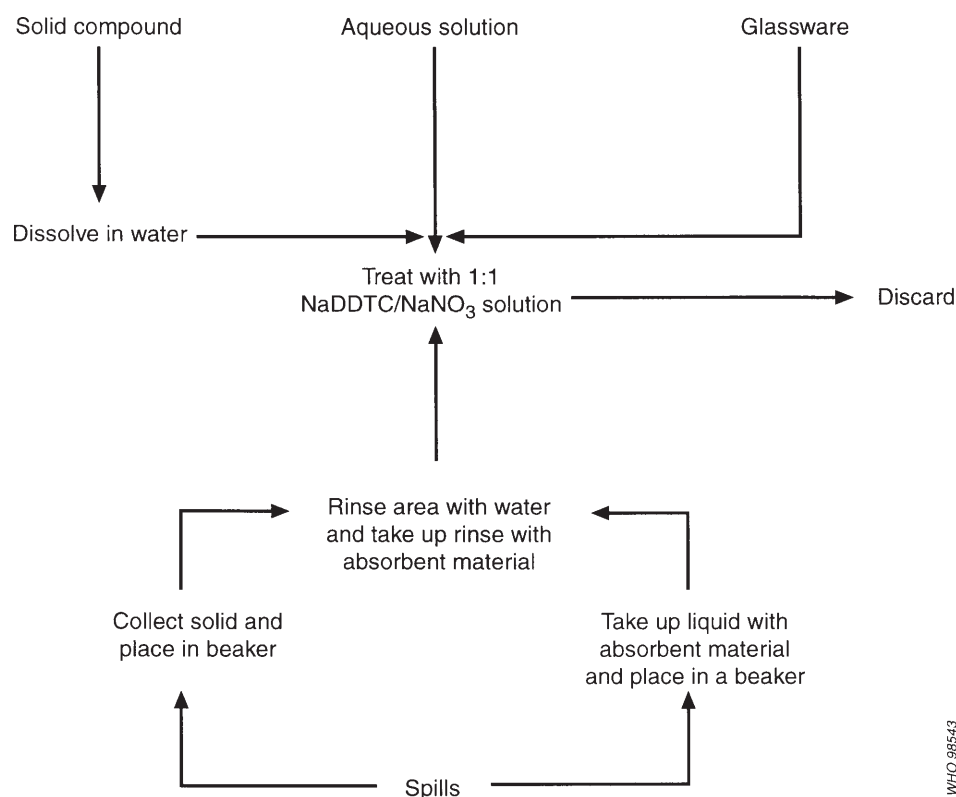 Solid compound
Aqueous solution
Glassware
Dissolve in water
Treat with 1:1
NaDDTC/NaNO₃ solution
Discard
Rinse area with water
and take up rinse with
absorbent material
Collect solid and
place in beaker
Take up liquid with
absorbent material
and place in a beaker
Spills
WHO 98543